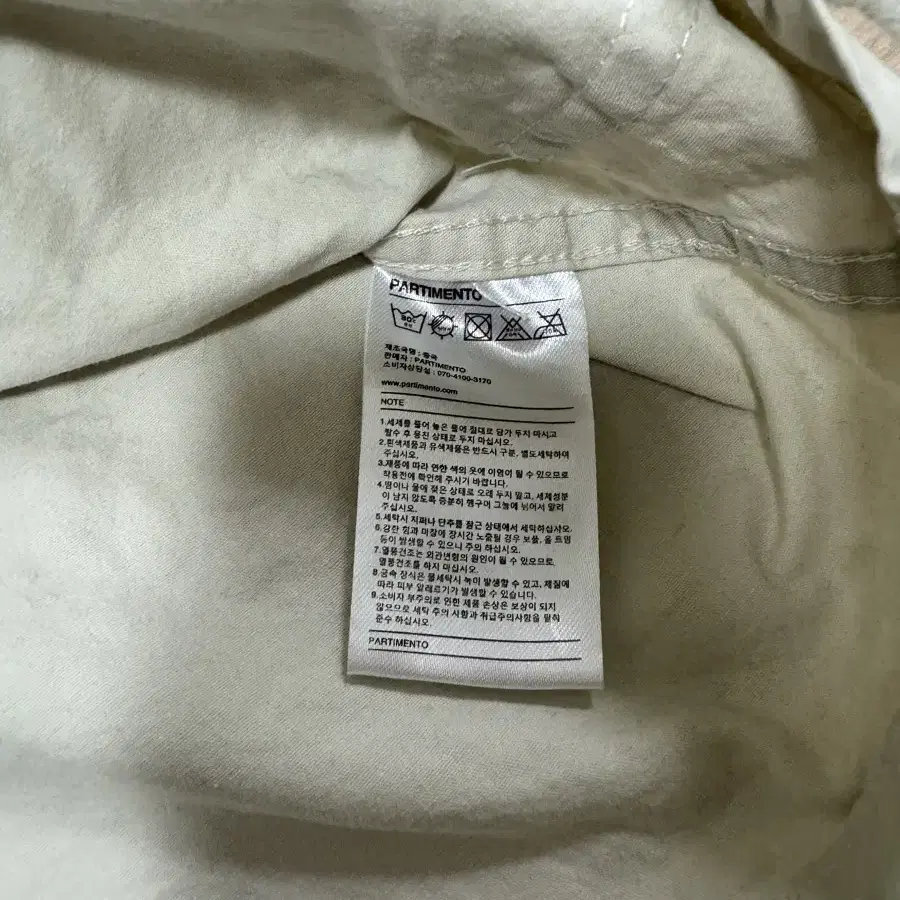 PARTIMENTO
30℃
제조국명 : 중국
판매자 : PARTIMENTO
소비자상담실 : 070-4100-3170
www.partimento.com
NOTE
1.세제를 풀어 놓은 물에 절대로 담가 두지 마시고
탈수 후 뭉친 상태로 두지 마십시오.
2.흰색제품과 유색제품은 반드시 구분, 별도세탁하여
주십시오.
3.제품에 따라 연한 색의 옷에 이염이 될 수 있으므로
착용전에 확인해 주시기 바랍니다.
4.땀이나 물에 젖은 상태로 오래 두지 말고, 세제성분
이 남지 않도록 충분히 헹구어 그늘에 뉘어서 말려
주십시오.
5.세탁시 지퍼나 단추를 잠근 상태에서 세탁하십사오.
6.강한 힘과 마찰에 장시간 노출될 경우 보풀, 올 트임
등이 발생할 수 있으니 주의 하십시오.
7.열풍건조는 외관변형의 원인이 될 수 있으므로,
열풍건조를 하지 마십시오.
8.금속 장식은 물세탁시 녹이 발생할 수 있고, 체질에
따라 피부 알레르기가 발생할 수 있습니다.
9.소비자 부주의로 인한 제품 손상은 보상이 되지
않으므로 세탁 주의 사항과 취급주의사항을 필히
준수 하십시오.
PARTIMENTO